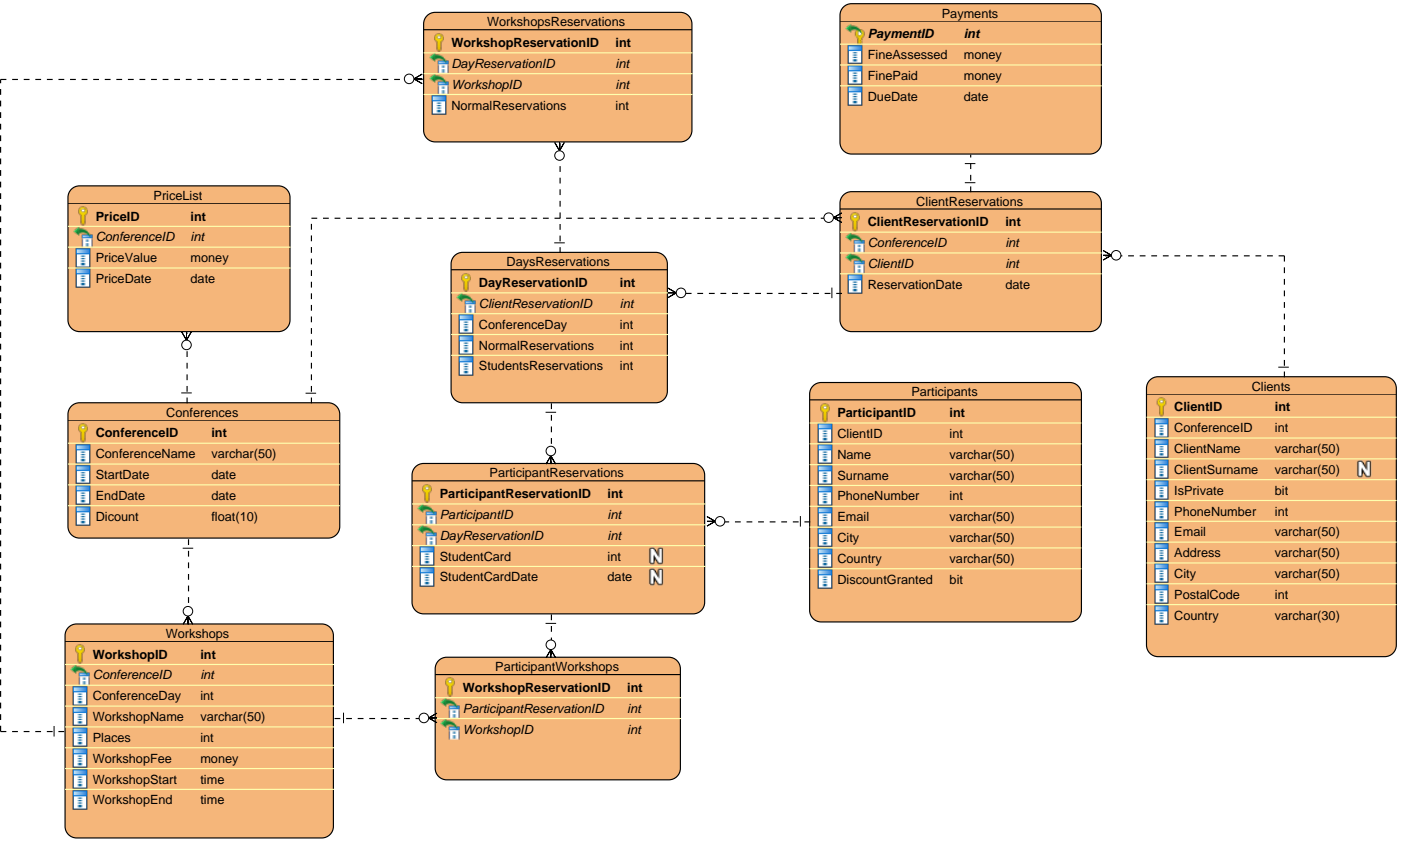 WorkshopsReservations
WorkshopReservationID int
DayReservationID int
WorkshopID int
NormalReservations int
Payments
PaymentID int
FineAssessed money
FinePaid money
DueDate date
PriceList
PriceID int
ConferenceID int
PriceValue money
PriceDate date
ClientReservations
ClientReservationID int
ConferenceID int
ClientID int
ReservationDate date
DaysReservations
DayReservationID int
ClientReservationID int
ConferenceDay int
NormalReservations int
StudentsReservations int
Conferences
ConferenceID int
ConferenceName varchar(50)
StartDate date
EndDate date
Dicount float(10)
Participants
ParticipantID int
ClientID int
Name varchar(50)
Surname varchar(50)
PhoneNumber int
Email varchar(50)
City varchar(50)
Country varchar(50)
DiscountGranted bit
Clients
ClientID int
ConferenceID int
ClientName varchar(50)
ClientSurname varchar(50) N
IsPrivate bit
PhoneNumber int
Email varchar(50)
Address varchar(50)
City varchar(50)
PostalCode int
Country varchar(30)
ParticipantReservations
ParticipantReservationID int
ParticipantID int
DayReservationID int
StudentCard int N
StudentCardDate date N
Workshops
WorkshopID int
ConferenceID int
ConferenceDay int
WorkshopName varchar(50)
Places int
WorkshopFee money
WorkshopStart time
WorkshopEnd time
ParticipantWorkshops
WorkshopReservationID int
ParticipantReservationID int
WorkshopID int